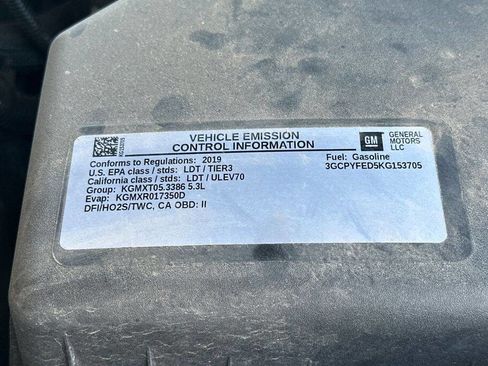 VEHICLE EMISSION
CONTROL INFORMATION
GM
GENERAL
MOTORS
LLC
Conforms to Regulations: 2019
U.S. EPA class / stds: LDT / TIER3
California class / stds: LDT / ULEV70
Group: KGMXT05.3386 5.3L
Evap: KGMXR017350D
DFI/HO2S/TWC, CA OBD: II
Fuel: Gasoline
3GCPYFED5KG153705